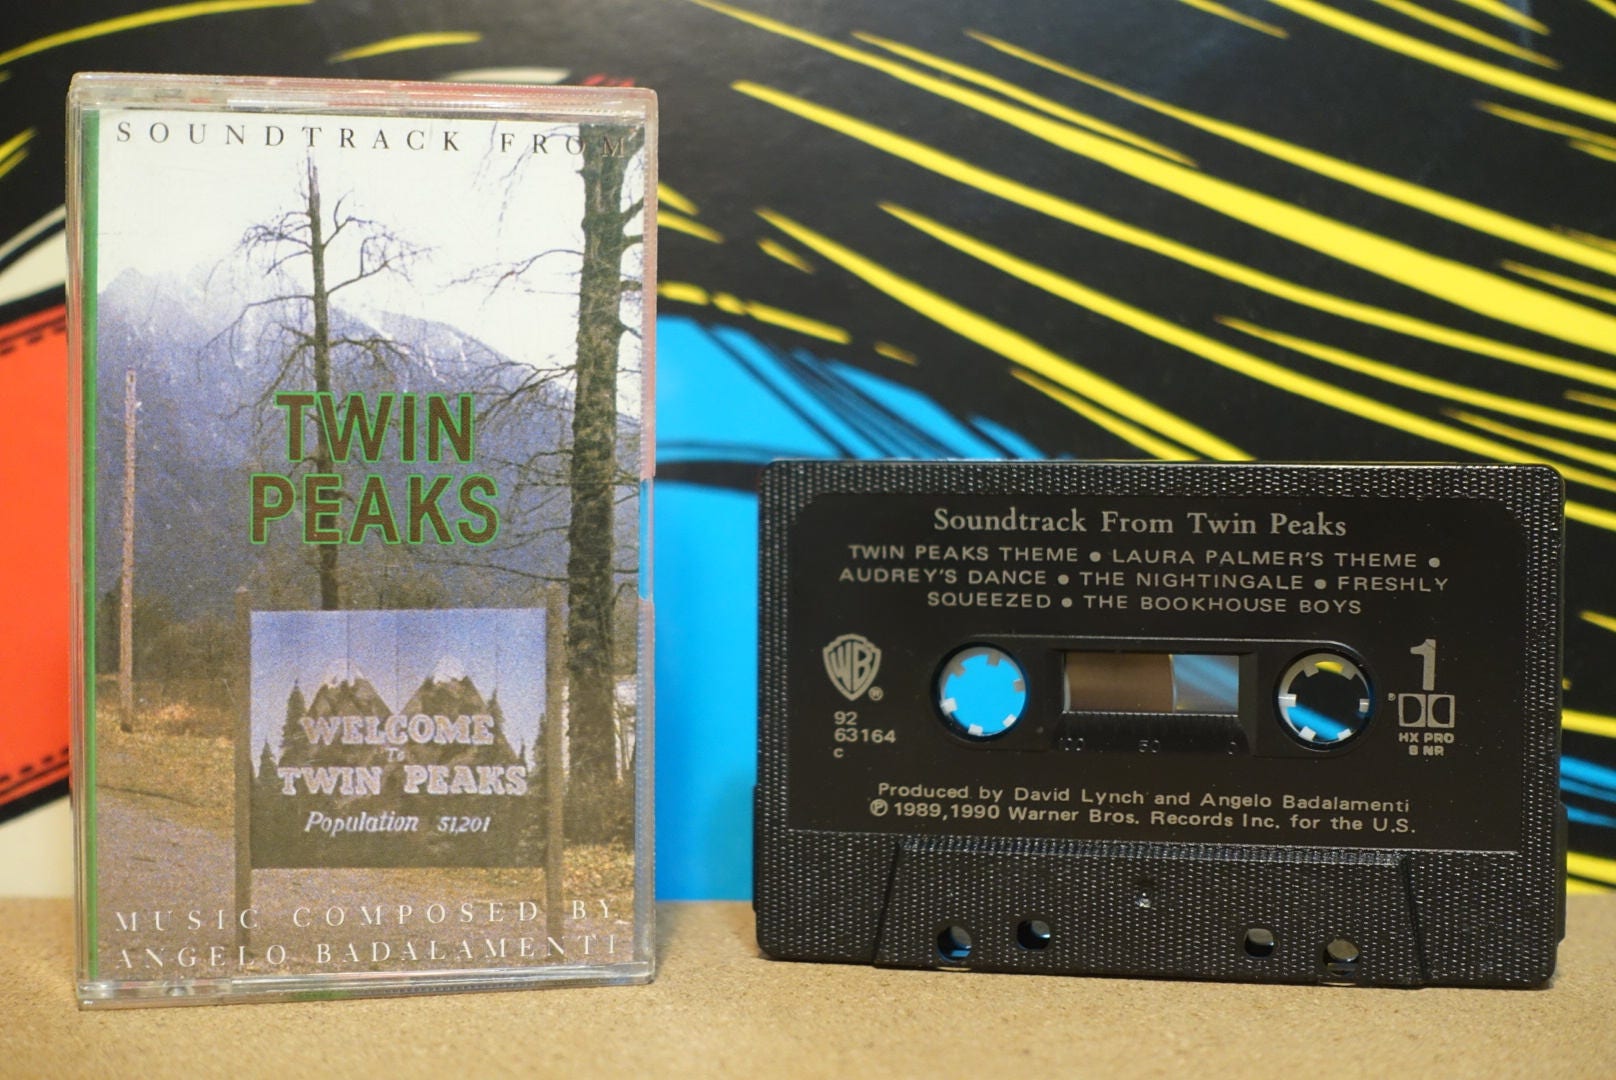 SOUNDTRACK FROM
TWIN
PEAKS
WELCOME
To
TWIN PEAKS
Population 51,201
MUSIC COMPOSED BY
ANGELO BADALAMENTI
Soundtrack From Twin Peaks
TWIN PEAKS THEME • LAURA PALMER'S THEME •
AUDREY'S DANCE • THE NIGHTINGALE • FRESHLY
SQUEEZED • THE BOOKHOUSE BOYS
WB
®
1
®
92
63164
c
HX PRO
B NR
100 50 0
Produced by David Lynch and Angelo Badalamenti
℗ 1989,1990 Warner Bros. Records Inc. for the U.S.